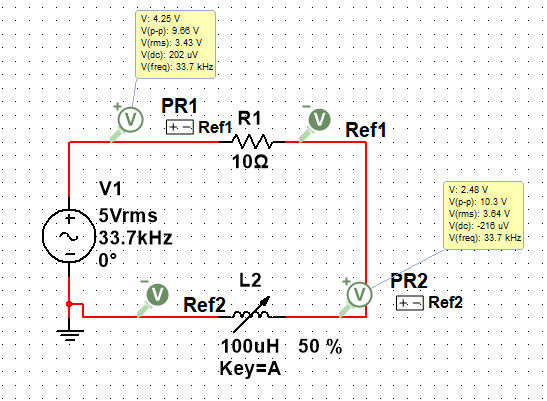 V: 4.25 V
V(p-p): 9.66 V
V(rms): 3.43 V
V(dc): 202 uV
V(freq): 33.7 kHz
+
V
PR1
+ -
Ref1
R1
10Ω
-
V
Ref1
V1
5Vrms
33.7kHz
0°
+
-
V: 2.48 V
V(p-p): 10.3 V
V(rms): 3.64 V
V(dc): -216 uV
V(freq): 33.7 kHz
-
V
Ref2
L2
100uH 50 %
Key=A
+
V
PR2
+ -
Ref2